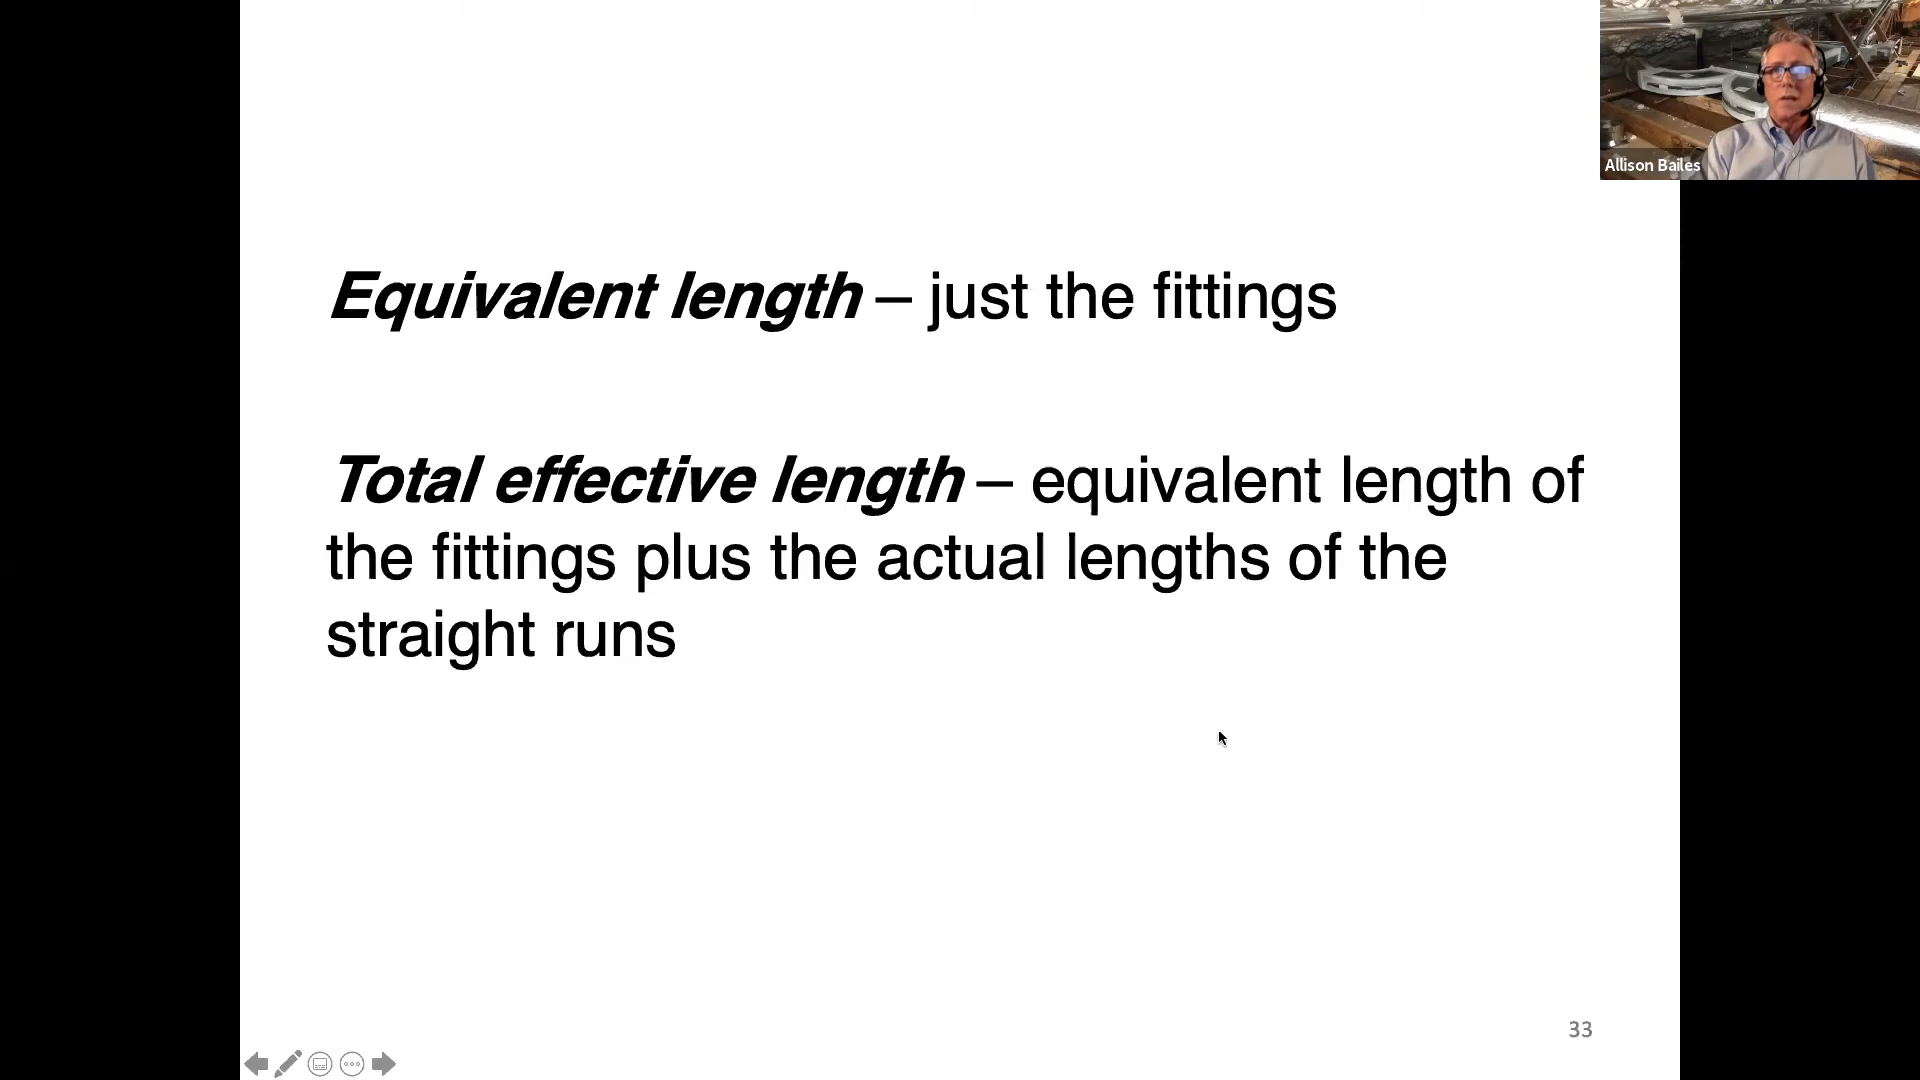 Allison Bailes
Equivalent length – just the fittings
Total effective length – equivalent length of
the fittings plus the actual lengths of the
straight runs
33